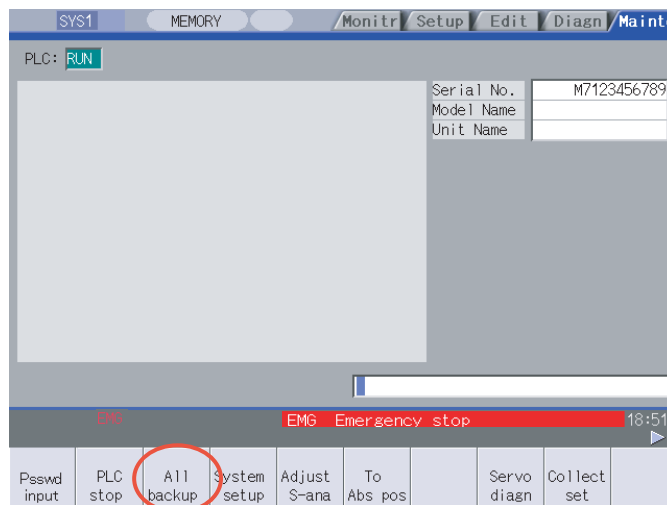 SYS1 MEMORY Monitr Setup Edit Diagn Maint
PLC: RUN
Serial No. M7123456789
Model Name
Unit Name
EMG EMG Emergency stop 18:51
Psswd input
PLC stop
All backup
System setup
Adjust S-ana
To Abs pos
Servo diagn
Collect set